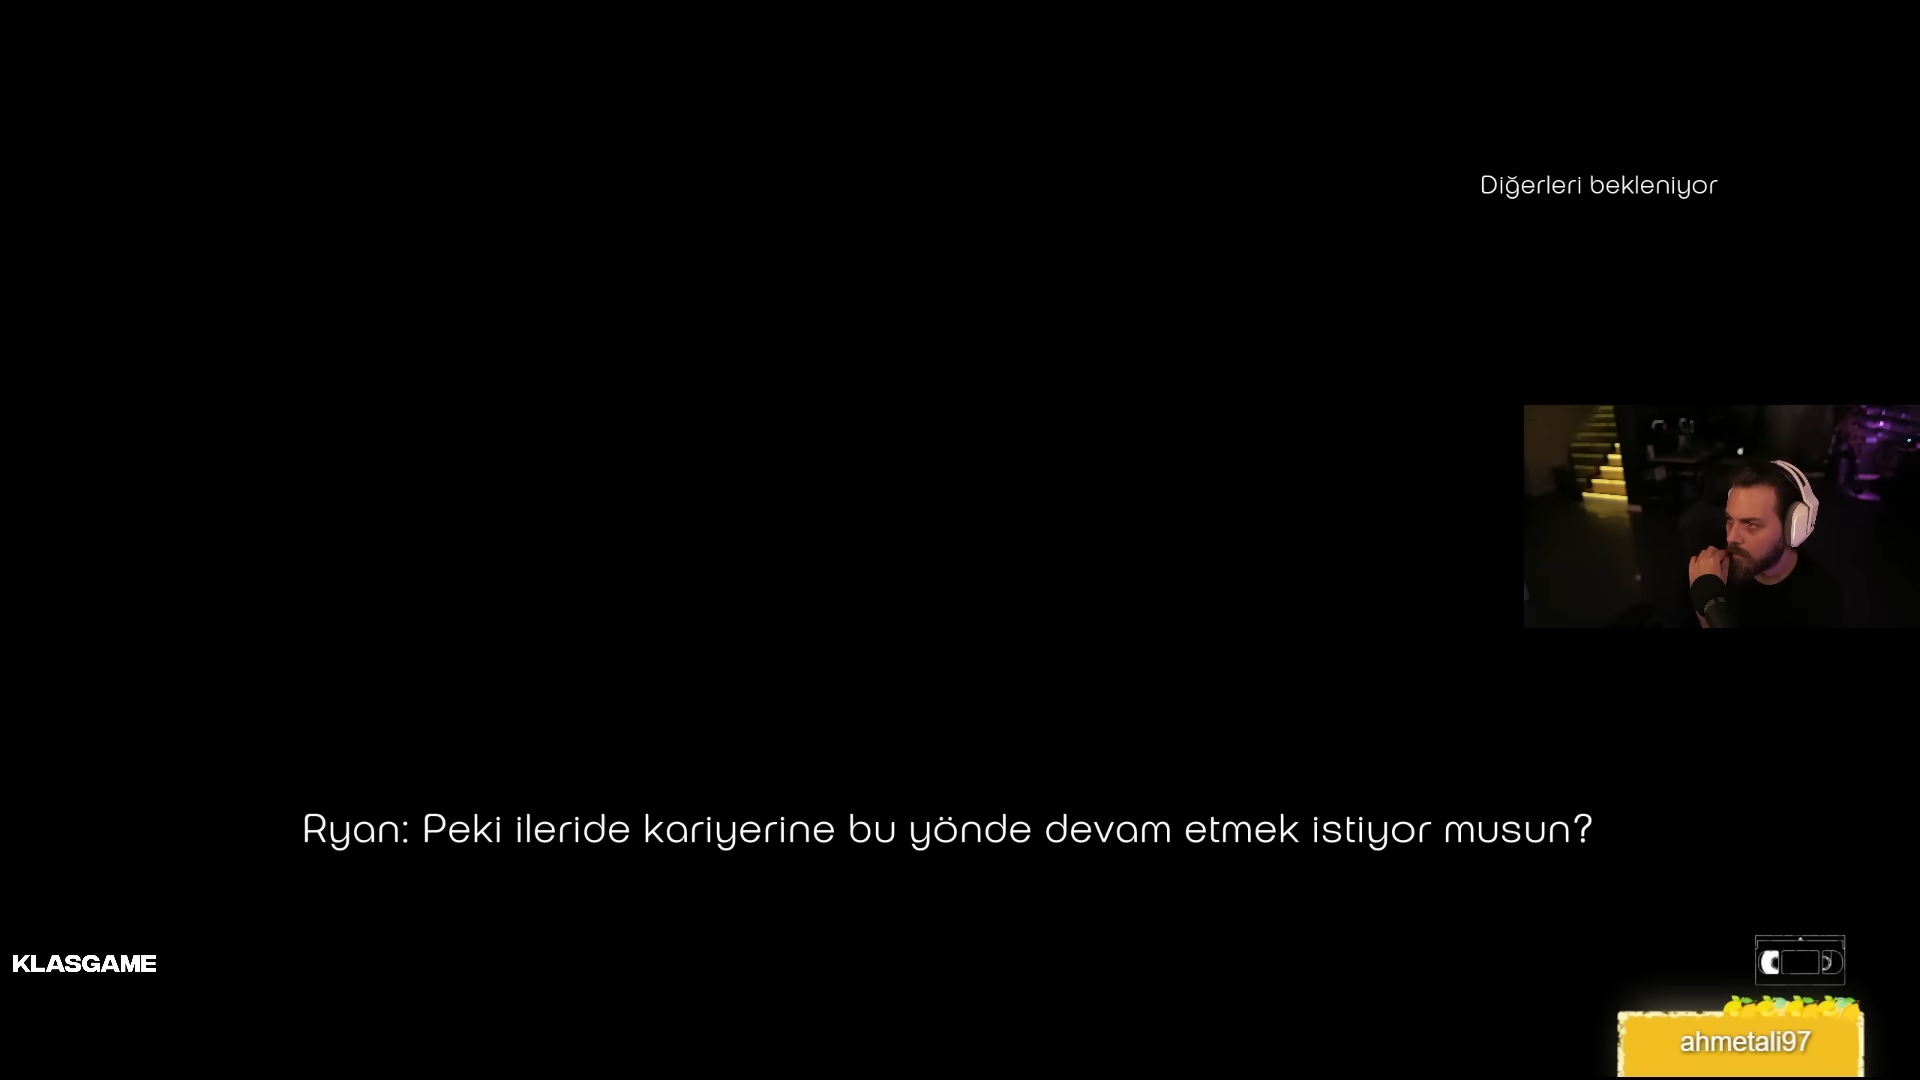 Diğerleri bekleniyor
Ryan: Peki ileride kariyerine bu yönde devam etmek istiyor musun?
KLASGAME
ahmetali97